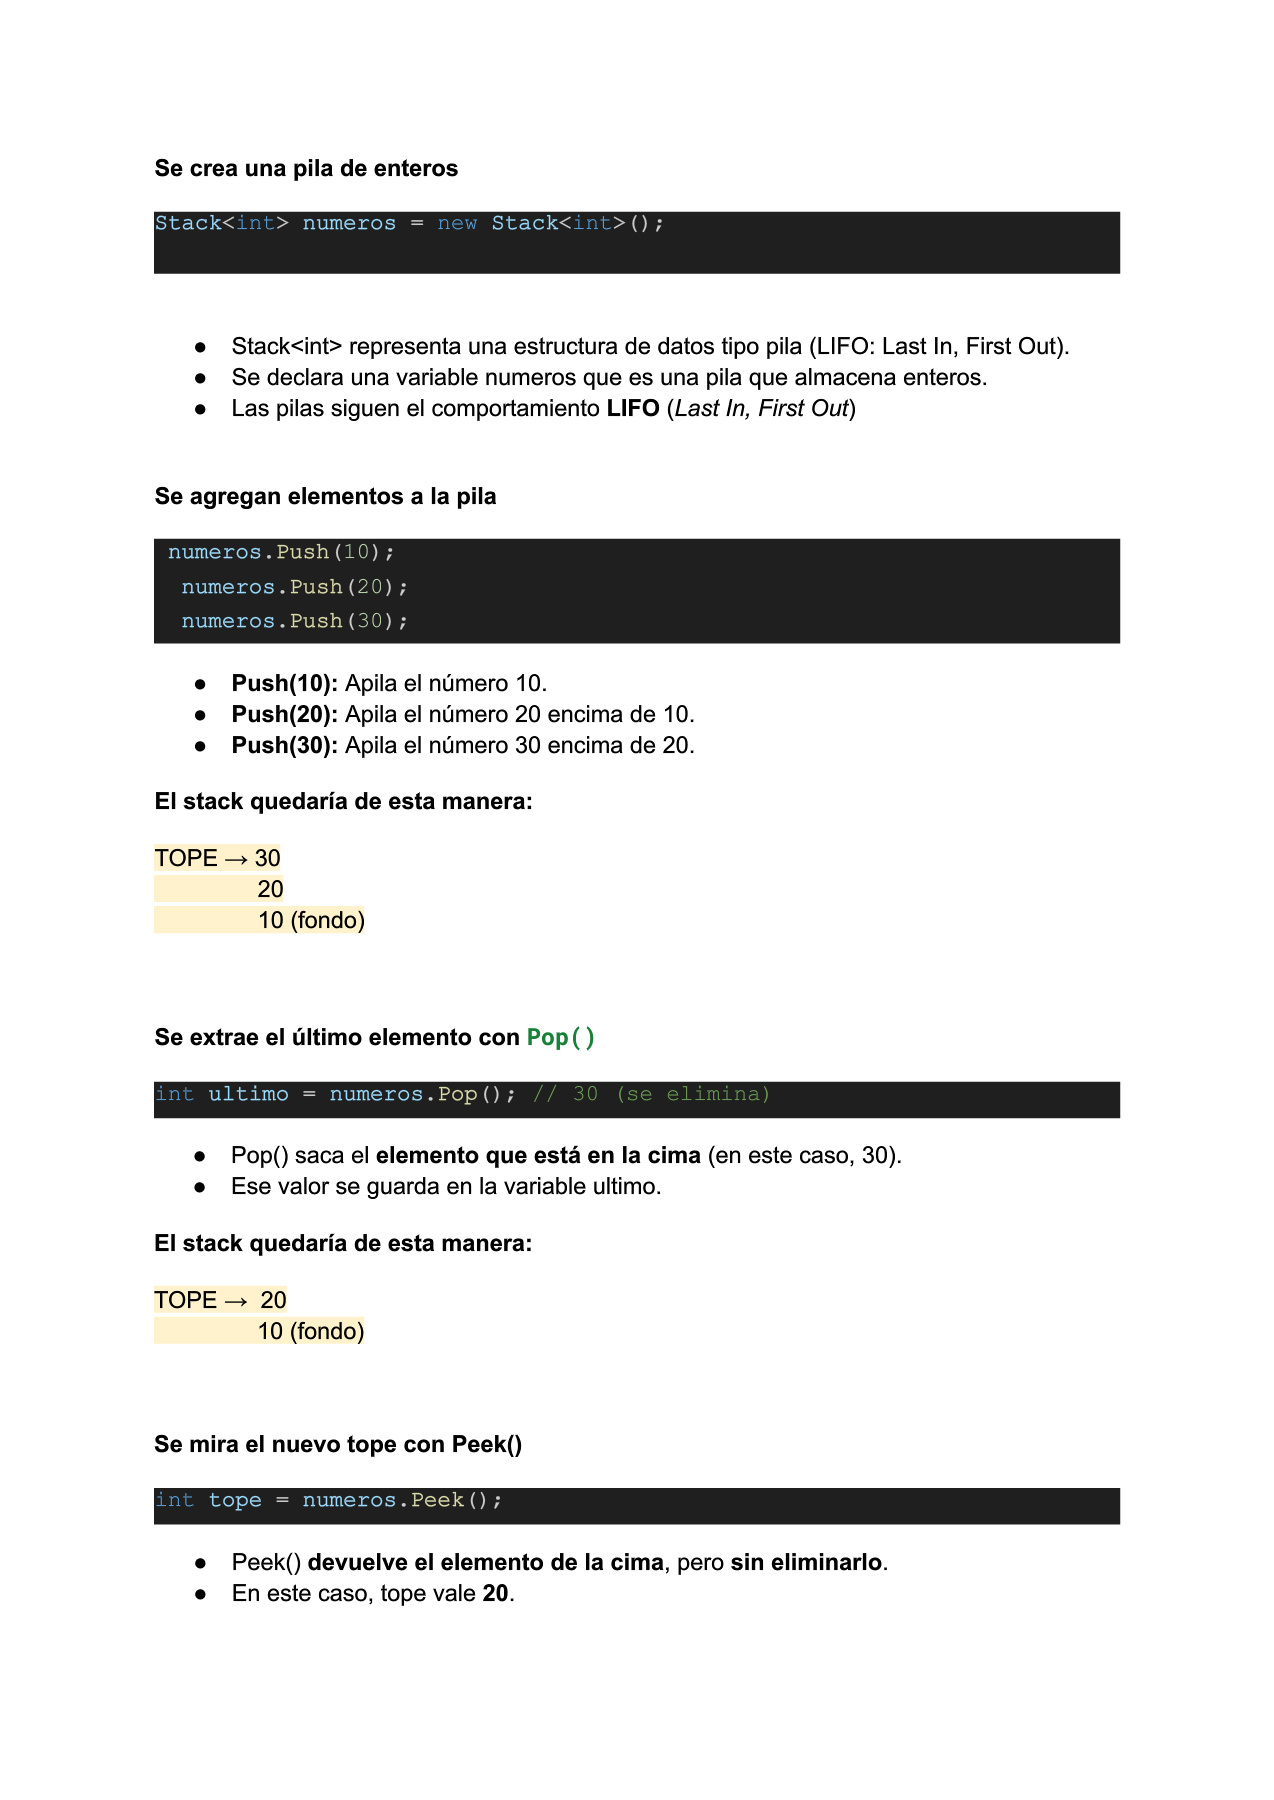 Se crea una pila de enteros
Stack<int> numeros = new Stack<int>();
● Stack<int> representa una estructura de datos tipo pila (LIFO: Last In, First Out).
● Se declara una variable numeros que es una pila que almacena enteros.
● Las pilas siguen el comportamiento LIFO (Last In, First Out)
Se agregan elementos a la pila
numeros.Push(10);
numeros.Push(20);
numeros.Push(30);
● Push(10): Apila el número 10.
● Push(20): Apila el número 20 encima de 10.
● Push(30): Apila el número 30 encima de 20.
El stack quedaría de esta manera:
TOPE → 30
20
10 (fondo)
Se extrae el último elemento con Pop()
int ultimo = numeros.Pop(); // 30 (se elimina)
● Pop() saca el elemento que está en la cima (en este caso, 30).
● Ese valor se guarda en la variable ultimo.
El stack quedaría de esta manera:
TOPE → 20
10 (fondo)
Se mira el nuevo tope con Peek()
int tope = numeros.Peek();
● Peek() devuelve el elemento de la cima, pero sin eliminarlo.
● En este caso, tope vale 20.